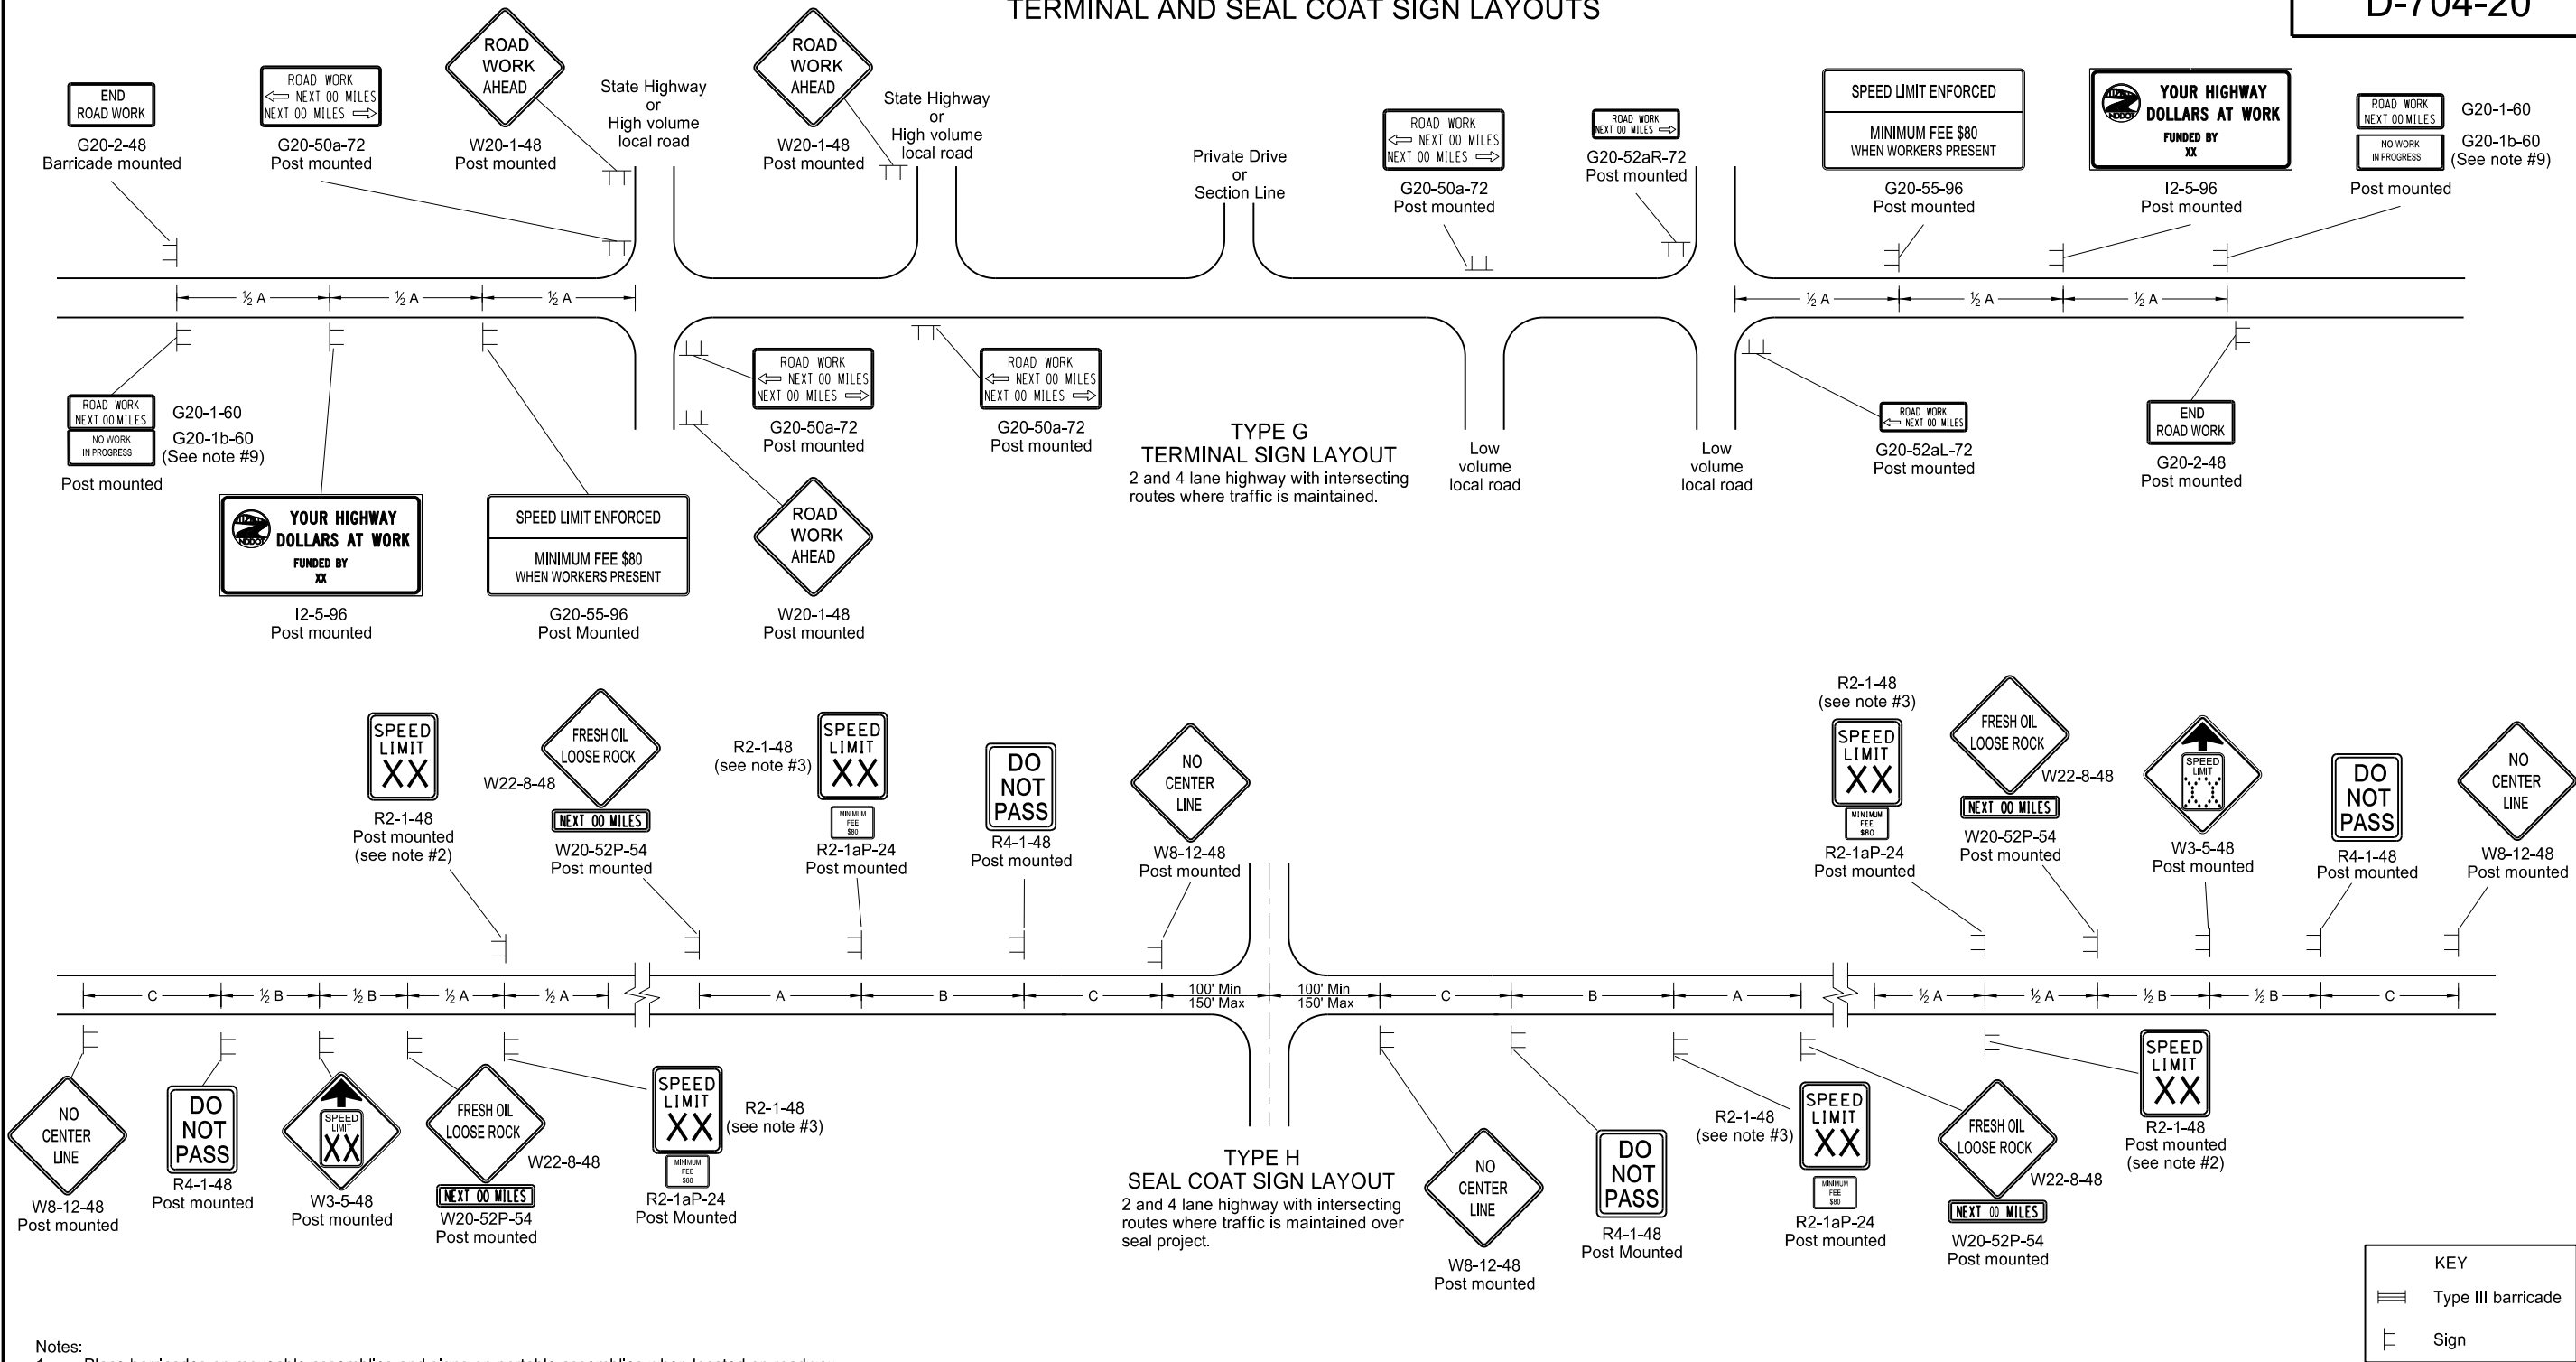 TERMINAL AND SEAL COAT SIGN LAYOUTS
D-704-20
END
ROAD WORK
G20-2-48
Barricade mounted
ROAD WORK
NEXT 00 MILES
NEXT 00 MILES
G20-50a-72
Post mounted
ROAD
WORK
AHEAD
W20-1-48
Post mounted
State Highway
or
High volume
local road
ROAD
WORK
AHEAD
W20-1-48
Post mounted
State Highway
or
High volume
local road
Private Drive
or
Section Line
ROAD WORK
NEXT 00 MILES
NEXT 00 MILES
G20-50a-72
Post mounted
ROAD WORK
NEXT 00 MILES
G20-52aR-72
Post mounted
SPEED LIMIT ENFORCED
MINIMUM FEE $80
WHEN WORKERS PRESENT
G20-55-96
Post mounted
NDDOT
YOUR HIGHWAY
DOLLARS AT WORK
FUNDED BY
XX
I2-5-96
Post mounted
ROAD WORK
NEXT 00 MILES
G20-1-60
NO WORK
IN PROGRESS
G20-1b-60
(See note #9)
Post mounted
½ A ½ A ½ A ½ A ½ A ½ A
ROAD WORK
NEXT 00 MILES
G20-1-60
NO WORK
IN PROGRESS
G20-1b-60
(See note #9)
Post mounted
NDDOT
YOUR HIGHWAY
DOLLARS AT WORK
FUNDED BY
XX
I2-5-96
Post mounted
SPEED LIMIT ENFORCED
MINIMUM FEE $80
WHEN WORKERS PRESENT
G20-55-96
Post Mounted
ROAD WORK
NEXT 00 MILES
NEXT 00 MILES
G20-50a-72
Post mounted
ROAD
WORK
AHEAD
W20-1-48
Post mounted
ROAD WORK
NEXT 00 MILES
NEXT 00 MILES
G20-50a-72
Post mounted
TYPE G
TERMINAL SIGN LAYOUT
2 and 4 lane highway with intersecting
routes where traffic is maintained.
Low
volume
local road
Low
volume
local road
ROAD WORK
NEXT 00 MILES
G20-52aL-72
Post mounted
END
ROAD WORK
G20-2-48
Post mounted
SPEED
LIMIT
XX
R2-1-48
Post mounted
(see note #2)
FRESH OIL
LOOSE ROCK
W22-8-48
NEXT 00 MILES
W20-52P-54
Post mounted
R2-1-48
(see note #3)
SPEED
LIMIT
XX
MINIMUM
FEE
$80
R2-1aP-24
Post mounted
DO
NOT
PASS
R4-1-48
Post mounted
NO
CENTER
LINE
W8-12-48
Post mounted
R2-1-48
(see note #3)
SPEED
LIMIT
XX
MINIMUM
FEE
$80
R2-1aP-24
Post mounted
FRESH OIL
LOOSE ROCK
W22-8-48
NEXT 00 MILES
W20-52P-54
Post mounted
SPEED
LIMIT
W3-5-48
Post mounted
DO
NOT
PASS
R4-1-48
Post mounted
NO
CENTER
LINE
W8-12-48
Post mounted
C ½ B ½ B ½ A ½ A A B C 100' Min 100' Min C B A ½ A ½ A ½ B ½ B C
150' Max 150' Max
NO
CENTER
LINE
W8-12-48
Post mounted
DO
NOT
PASS
R4-1-48
Post mounted
SPEED
LIMIT
XX
W3-5-48
Post mounted
FRESH OIL
LOOSE ROCK
W22-8-48
NEXT 00 MILES
W20-52P-54
Post mounted
SPEED
LIMIT
XX
R2-1-48
(see note #3)
MINIMUM
FEE
$80
R2-1aP-24
Post Mounted
TYPE H
SEAL COAT SIGN LAYOUT
2 and 4 lane highway with intersecting
routes where traffic is maintained over
seal project.
NO
CENTER
LINE
W8-12-48
Post mounted
DO
NOT
PASS
R4-1-48
Post Mounted
R2-1-48
(see note #3)
SPEED
LIMIT
XX
MINIMUM
FEE
$80
R2-1aP-24
Post mounted
FRESH OIL
LOOSE ROCK
W22-8-48
NEXT 00 MILES
W20-52P-54
Post mounted
SPEED
LIMIT
XX
R2-1-48
Post mounted
(see note #2)
KEY
Type III barricade
Sign
Notes: